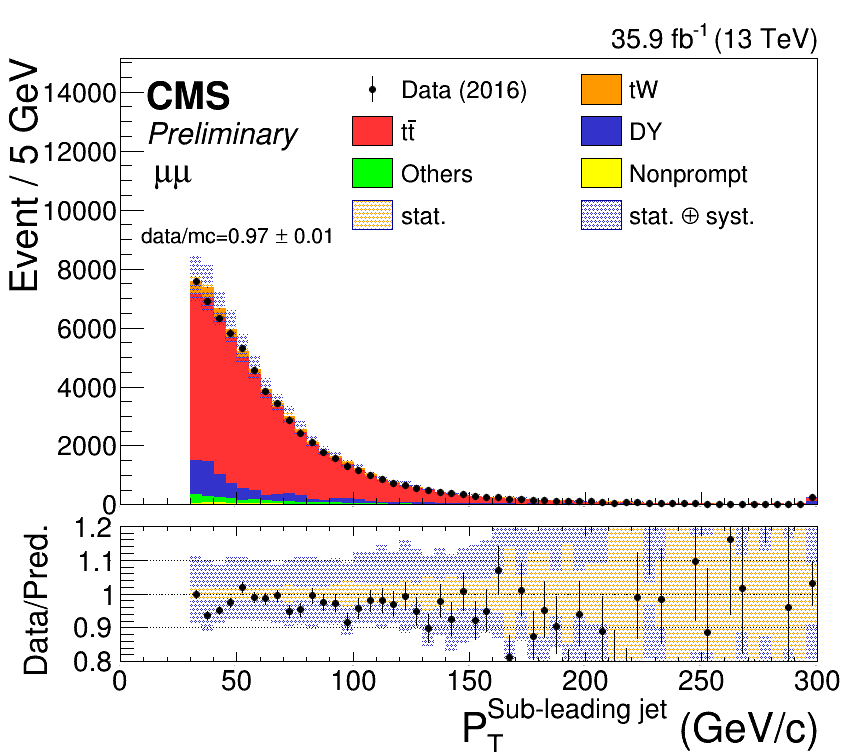 35.9 fb⁻¹ (13 TeV)
Event / 5 GeV
14000
12000
10000
8000
6000
4000
2000
0
CMS
Preliminary
μμ
Data (2016)
tW
tt̄
DY
Others
Nonprompt
stat.
stat. ⊕ syst.
data/mc=0.97 ± 0.01
Data/Pred.
1.2
1.1
1
0.9
0.8
0 50 100 150 200 250 300
P_T^Sub-leading jet (GeV/c)